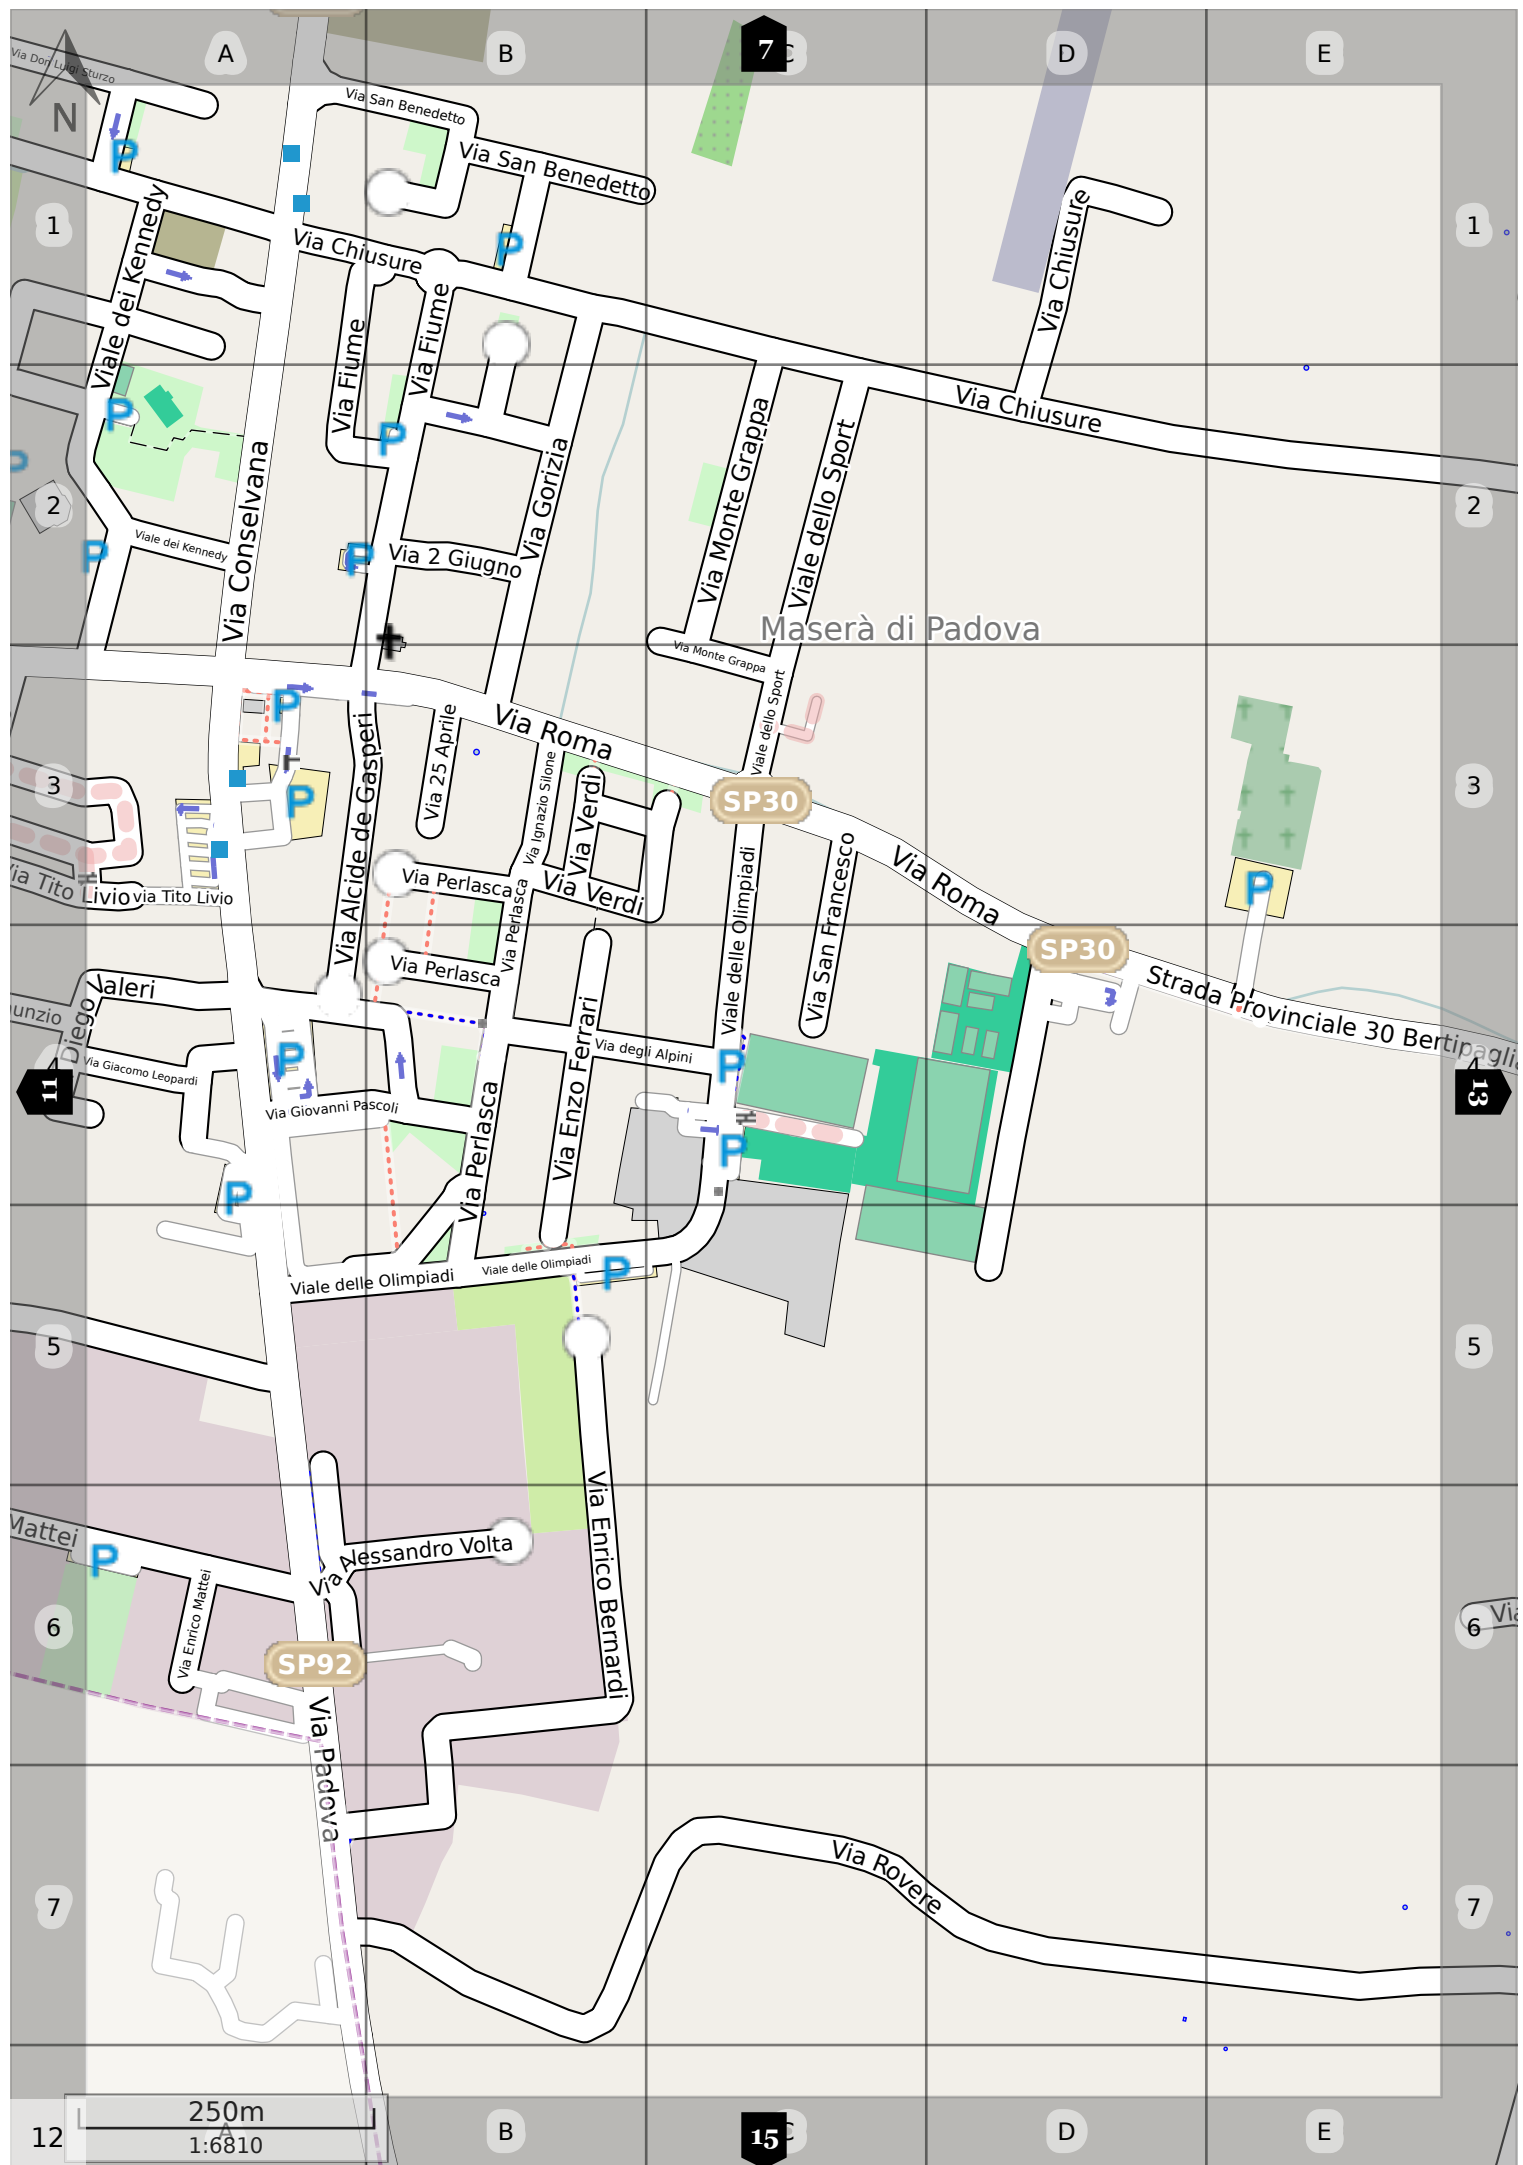 A
B
7
C
D
E
Via Don Luigi Sturzo
N
Via San Benedetto
P
Via San Benedetto
1
Viale dei Kennedy
Via Chiusure
P
Via Chiusure
1
Via Fiume
Via Fiume
P
P
Via Chiusure
P
2
Via Conselvana
Via Gorizia
Via Monte Grappa
Viale dello Sport
2
Viale dei Kennedy
P
P
Via 2 Giugno
Maserà di Padova
Via Monte Grappa
P
Via Roma
Via 25 Aprile
Via Alcide de Gasperi
Via Ignazio Silone
Via Verdi
Viale dello Sport
3
P
SP30
3
Via Tito Livio
via Tito Livio
Via Perlasca
Via Verdi
Via Perlasca
Viale delle Olimpiadi
Via San Francesco
Via Roma
P
SP30
Via Perlasca
Strada Provinciale 30 Bertipaglia
Diego Valeri
unzio
Via Giacomo Leopardi
P
Via degli Alpini
P
4
4
11
13
Via Giovanni Pascoli
Via Perlasca
Via Enzo Ferrari
P
P
Viale delle Olimpiadi
Viale delle Olimpiadi
P
5
5
Mattei
P
Via Alessandro Volta
Via Enrico Bernardi
Via Enrico Mattei
6
6
Via
SP92
Via Padova
7
Via Rovere
7
250m
1:6810
12
A
B
15
C
D
E